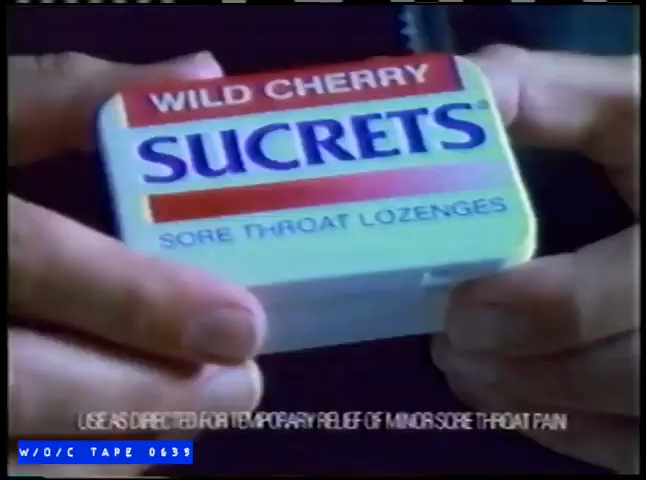 WILD CHERRY
SUCRETS®
SORE THROAT LOZENGES
USE AS DIRECTED FOR TEMPORARY RELIEF OF MINOR SORE THROAT PAIN
W/O/C TAPE 0639